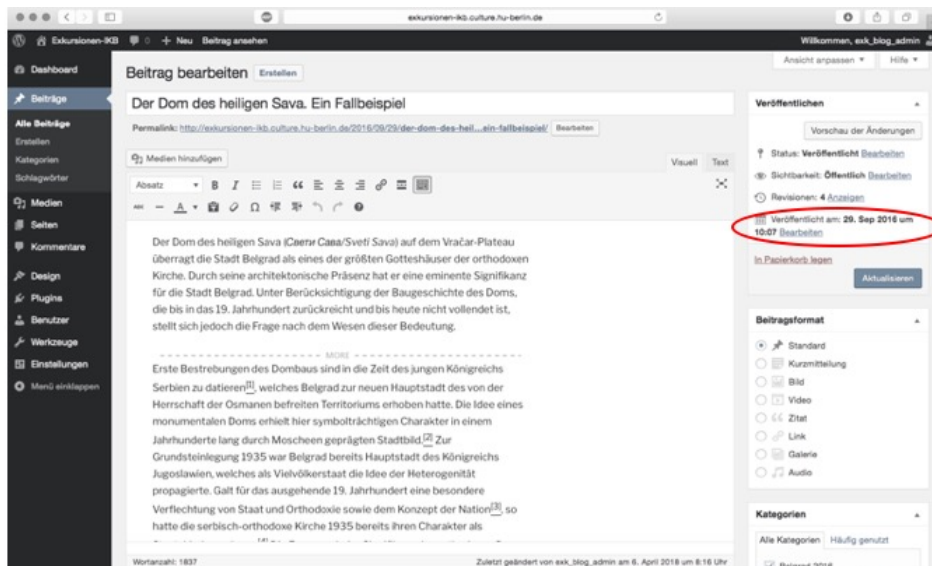 exkursionen-ikb.culture.hu-berlin.de
Exkursionen-IKB 0 + Neu Beitrag ansehen
Willkommen, exk_blog_admin
Ansicht anpassen ▼ Hilfe ▼
Dashboard
Beiträge
Alle Beiträge
Erstellen
Kategorien
Schlagwörter
Medien
Seiten
Kommentare
Design
Plugins
Benutzer
Werkzeuge
Einstellungen
Menü einklappen
Beitrag bearbeiten Erstellen
Der Dom des heiligen Sava. Ein Fallbeispiel
Permalink: http://exkursionen-ikb.culture.hu-berlin.de/2016/09/29/der-dom-des-heil...ein-fallbeispiel/ Bearbeiten
Medien hinzufügen
Visuell Text
Absatz
Der Dom des heiligen Sava (Свети Сава/Sveti Sava) auf dem Vračar-Plateau
überragt die Stadt Belgrad als eines der größten Gotteshäuser der orthodoxen
Kirche. Durch seine architektonische Präsenz hat er eine eminente Signifikanz
für die Stadt Belgrad. Unter Berücksichtigung der Baugeschichte des Doms,
die bis in das 19. Jahrhundert zurückreicht und bis heute nicht vollendet ist,
stellt sich jedoch die Frage nach dem Wesen dieser Bedeutung.
MORE
Erste Bestrebungen des Dombaus sind in die Zeit des jungen Königreichs
Serbien zu datieren[1], welches Belgrad zur neuen Hauptstadt des von der
Herrschaft der Osmanen befreiten Territoriums erhoben hatte. Die Idee eines
monumentalen Doms erhielt hier symbolträchtigen Charakter in einem
Jahrhunderte lang durch Moscheen geprägten Stadtbild.[2] Zur
Grundsteinlegung 1935 war Belgrad bereits Hauptstadt des Königreichs
Jugoslawien, welches als Vielvölkerstaat die Idee der Heterogenität
propagierte. Galt für das ausgehende 19. Jahrhundert eine besondere
Verflechtung von Staat und Orthodoxie sowie dem Konzept der Nation[3], so
hatte die serbisch-orthodoxe Kirche 1935 bereits ihren Charakter als
Wortanzahl: 1837
Zuletzt geändert von exk_blog_admin am 6. April 2018 um 8:16 Uhr
Veröffentlichen
Vorschau der Änderungen
Status: Veröffentlicht Bearbeiten
Sichtbarkeit: Öffentlich Bearbeiten
Revisionen: 4 Anzeigen
Veröffentlicht am: 29. Sep 2016 um
10:07 Bearbeiten
In Papierkorb legen
Aktualisieren
Beitragsformat
Standard
Kurzmitteilung
Bild
Video
Zitat
Link
Galerie
Audio
Kategorien
Alle Kategorien Häufig genutzt
Belgrad 2016